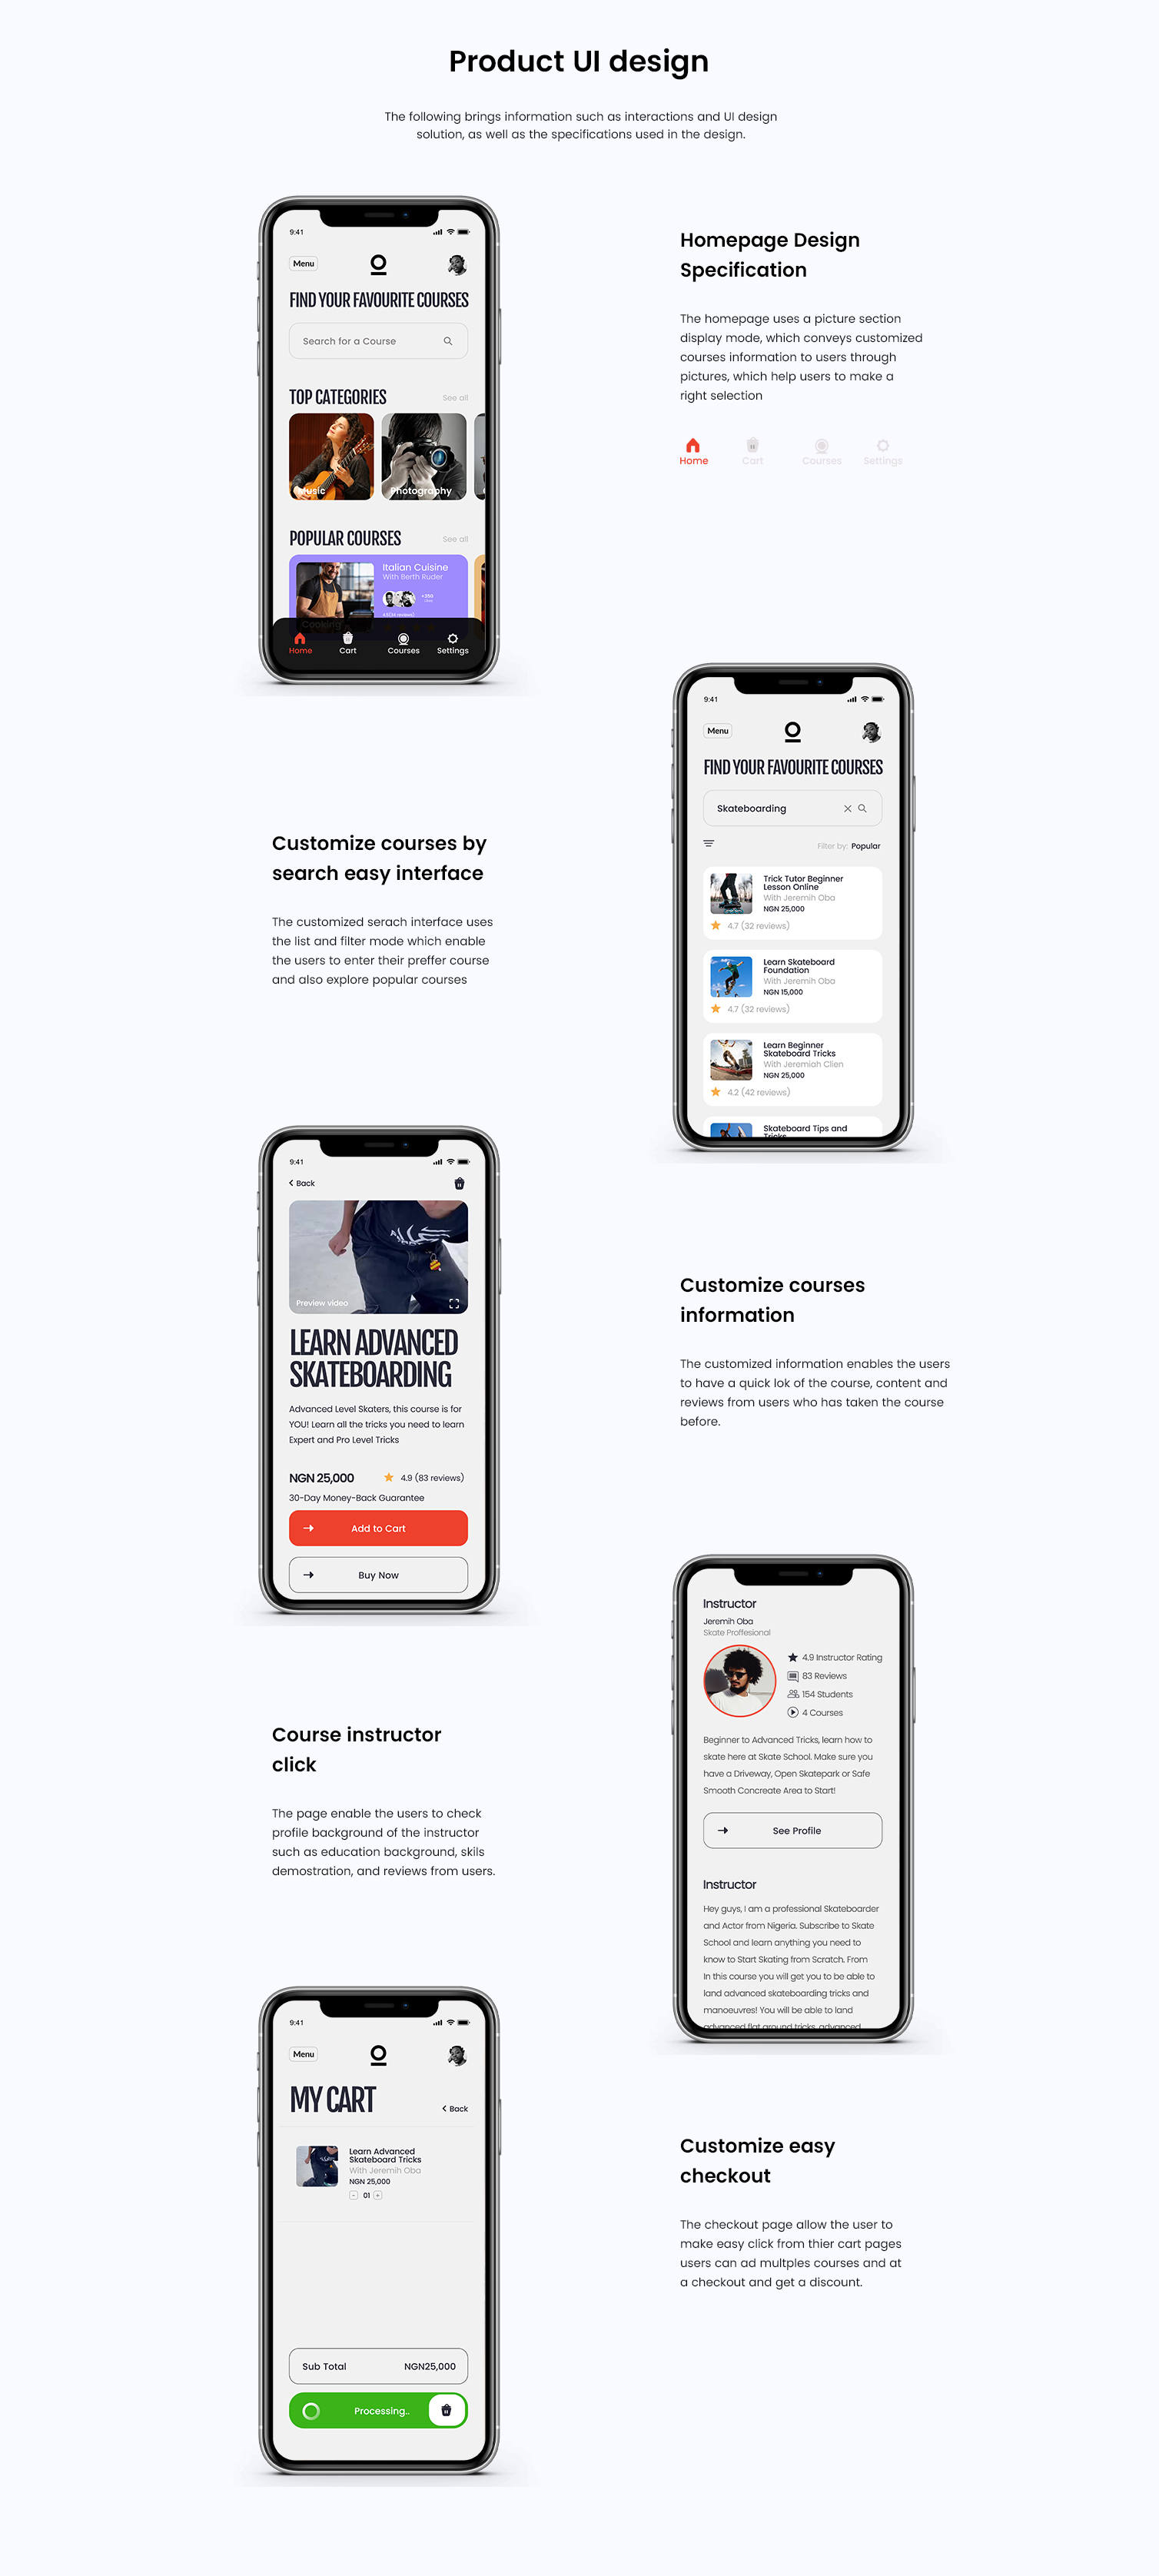 Product UI design
The following brings information such as interactions and UI design
solution, as well as the specifications used in the design.
9:41
Menu
FIND YOUR FAVOURITE COURSES
Search for a Course
TOP CATEGORIES
See all
Music
Photography
POPULAR COURSES
See all
Italian Cuisine
With Berth Ruder
+250
Cooking
Home
Cart
Courses
Settings
Homepage Design
Specification
The homepage uses a picture section
display mode, which conveys customized
courses information to users through
pictures, which help users to make a
right selection
Home
Cart
Courses
Settings
Customize courses by
search easy interface
The customized serach interface uses
the list and filter mode which enable
the users to enter their preffer course
and also explore popular courses
9:41
Menu
FIND YOUR FAVOURITE COURSES
Skateboarding
Filter by: Popular
Trick Tutor Beginner
Lesson Online
With Jeremih Oba
NGN 25,000
4.7 (32 reviews)
Learn Skateboard
Foundation
With Jeremih Oba
NGN 15,000
4.7 (32 reviews)
Learn Beginner
Skateboard Tricks
With Jeremiah Clien
NGN 25,000
4.2 (42 reviews)
Skateboard Tips and
Tricks
9:41
Back
Preview video
LEARN ADVANCED
SKATEBOARDING
Advanced Level Skaters, this course is for
YOU! Learn all the tricks you need to learn
Expert and Pro Level Tricks
NGN 25,000
4.9 (83 reviews)
30-Day Money-Back Guarantee
Add to Cart
Buy Now
Customize courses
information
The customized information enables the users
to have a quick lok of the course, content and
reviews from users who has taken the course
before.
Course instructor
click
The page enable the users to check
profile background of the instructor
such as education background, skils
demostration, and reviews from users.
Instructor
Jeremih Oba
Skate Proffesional
4.9 Instructor Rating
83 Reviews
154 Students
4 Courses
Beginner to Advanced Tricks, learn how to
skate here at Skate School. Make sure you
have a Driveway, Open Skatepark or Safe
Smooth Concreate Area to Start!
See Profile
Instructor
Hey guys, I am a professional Skateboarder
and Actor from Nigeria. Subscribe to Skate
School and learn anything you need to
know to Start Skating from Scratch. From
In this course you will get you to be able to
land advanced skateboarding tricks and
manoeuvres! You will be able to land
advanced flat ground tricks, advanced
9:41
Menu
MY CART
Back
Learn Advanced
Skateboard Tricks
With Jeremih Oba
NGN 25,000
- 01 +
Sub Total
NGN25,000
Processing..
Customize easy
checkout
The checkout page allow the user to
make easy click from thier cart pages
users can ad multples courses and at
a checkout and get a discount.